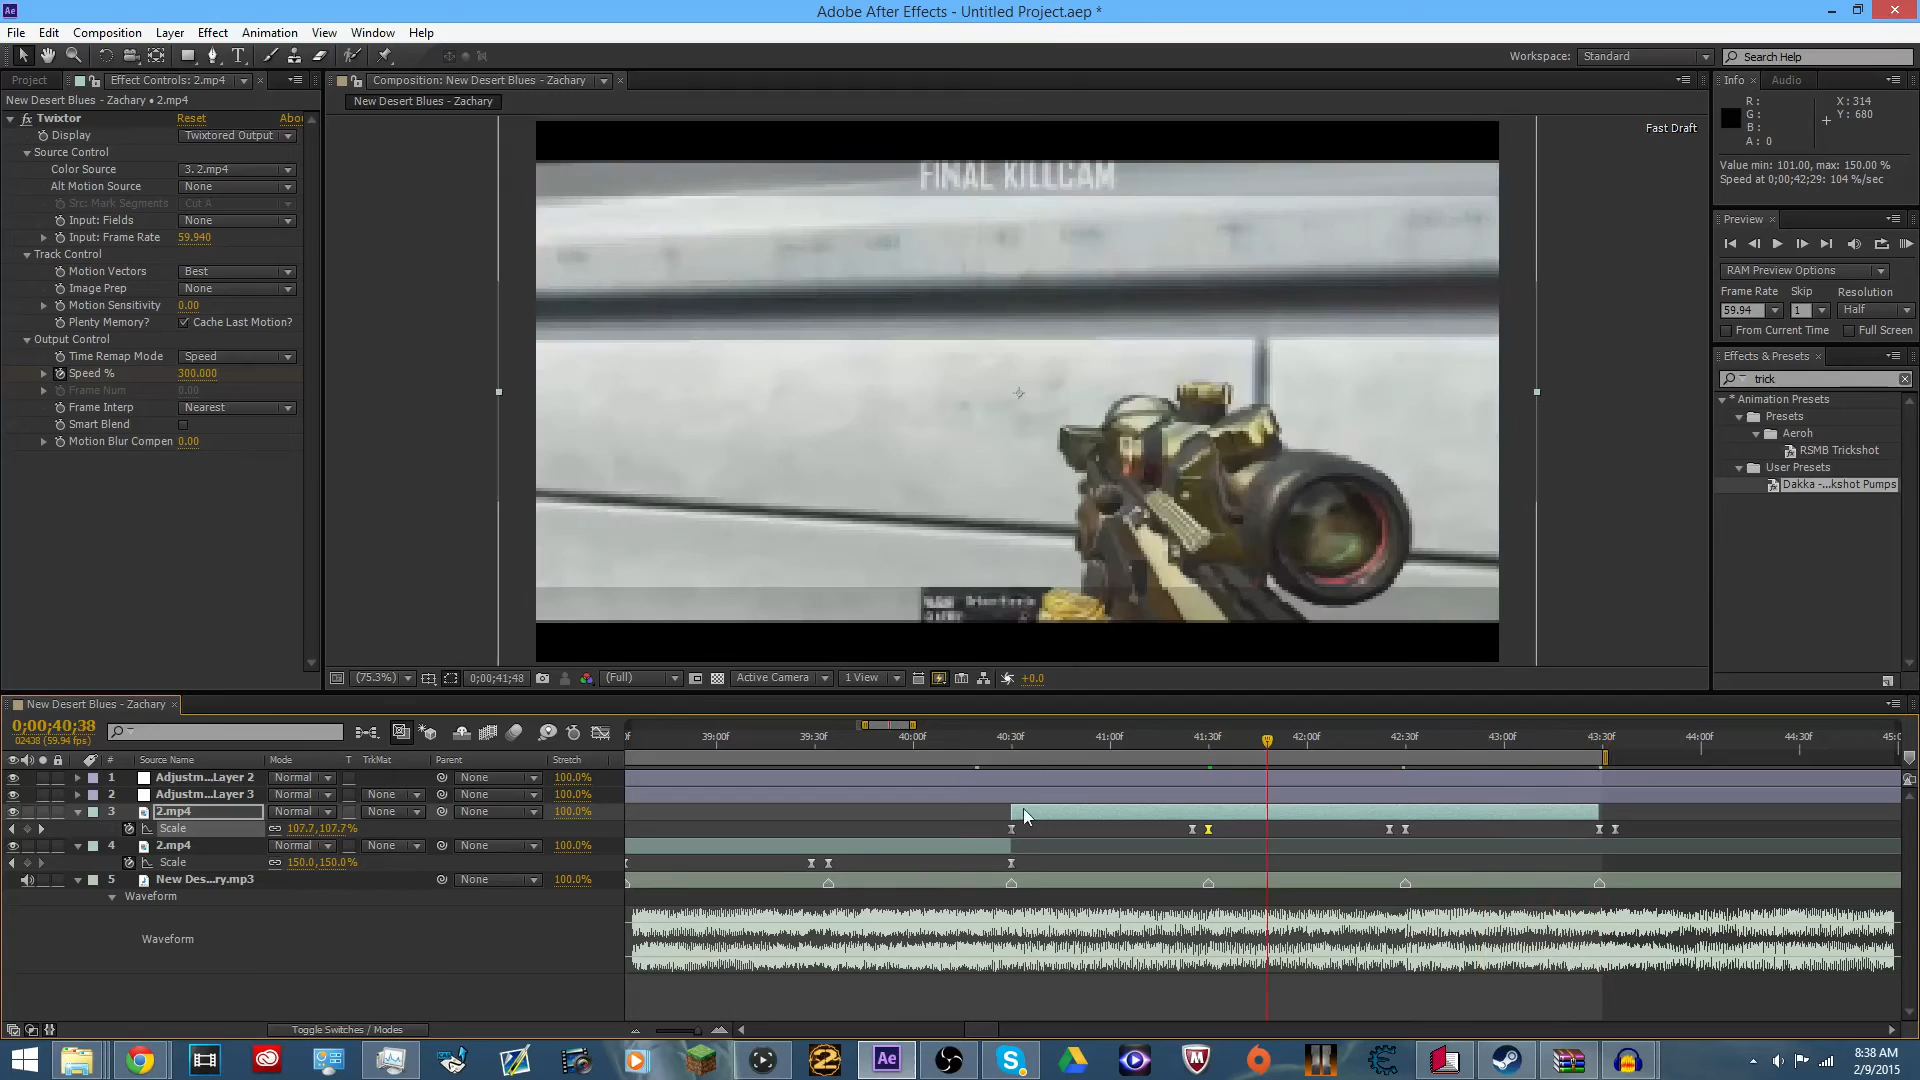 Adobe After Effects - Untitled Project.aep *
File Edit Composition Layer Effect Animation View Window Help
Workspace: Standard Search Help
Project Effect Controls: 2.mp4 Composition: New Desert Blues - Zachary Info Audio
New Desert Blues - Zachary • 2.mp4 New Desert Blues - Zachary
Twixtor Reset Abou
Display Twixtored Output
Source Control
Color Source 3. 2.mp4
Alt Motion Source None
Src: Mark Segments Cut A
Input: Fields None
Input: Frame Rate 59.940
Track Control
Motion Vectors Best
Image Prep None
Motion Sensitivity 0.00
Plenty Memory? Cache Last Motion?
Output Control
Time Remap Mode Speed
Speed % 300.000
Frame Num 0.00
Frame Interp Nearest
Smart Blend
Motion Blur Compen 0.00
FINAL KILLCAM
Fast Draft
R: X: 314
G: Y: 680
B:
A: 0
Value min: 101.00, max: 150.00 %
Speed at 0;00;42;29: 104 %/sec
Preview
RAM Preview Options
Frame Rate Skip Resolution
59.94 1 Half
From Current Time Full Screen
Effects & Presets
trick
* Animation Presets
Presets
Aeroh
RSMB Trickshot
User Presets
Dakka -...kshot Pumps
(75.3%) 0;00;41;48 (Full) Active Camera 1 View +0.0
New Desert Blues - Zachary
0;00;40;38
02438 (59.94 fps)
39:00f 39:30f 40:00f 40:30f 41:00f 41:30f 42:00f 42:30f 43:00f 43:30f 44:00f 44:30f 45:0
# Source Name Mode T TrkMat Parent Stretch
1 Adjustm...Layer 2 Normal None 100.0%
2 Adjustm...Layer 3 Normal None None 100.0%
3 2.mp4 Normal None None 100.0%
Scale 107.7,107.7%
4 2.mp4 Normal None None 100.0%
Scale 150.0,150.0%
5 New Des...ry.mp3 None 100.0%
Waveform
Waveform
Toggle Switches / Modes
8:38 AM
2/9/2015